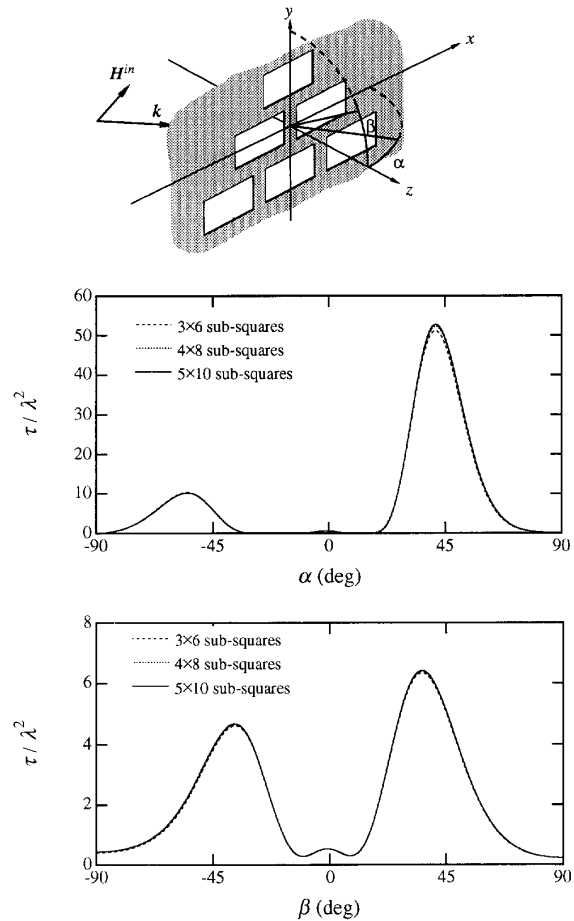 y
x
H^in
k
β
α
z
60
50
40
30
20
10
0
τ / λ²
3×6 sub-squares
4×8 sub-squares
5×10 sub-squares
-90 -45 0 45 90
α (deg)
8
6
4
2
0
τ / λ²
3×6 sub-squares
4×8 sub-squares
5×10 sub-squares
-90 -45 0 45 90
β (deg)